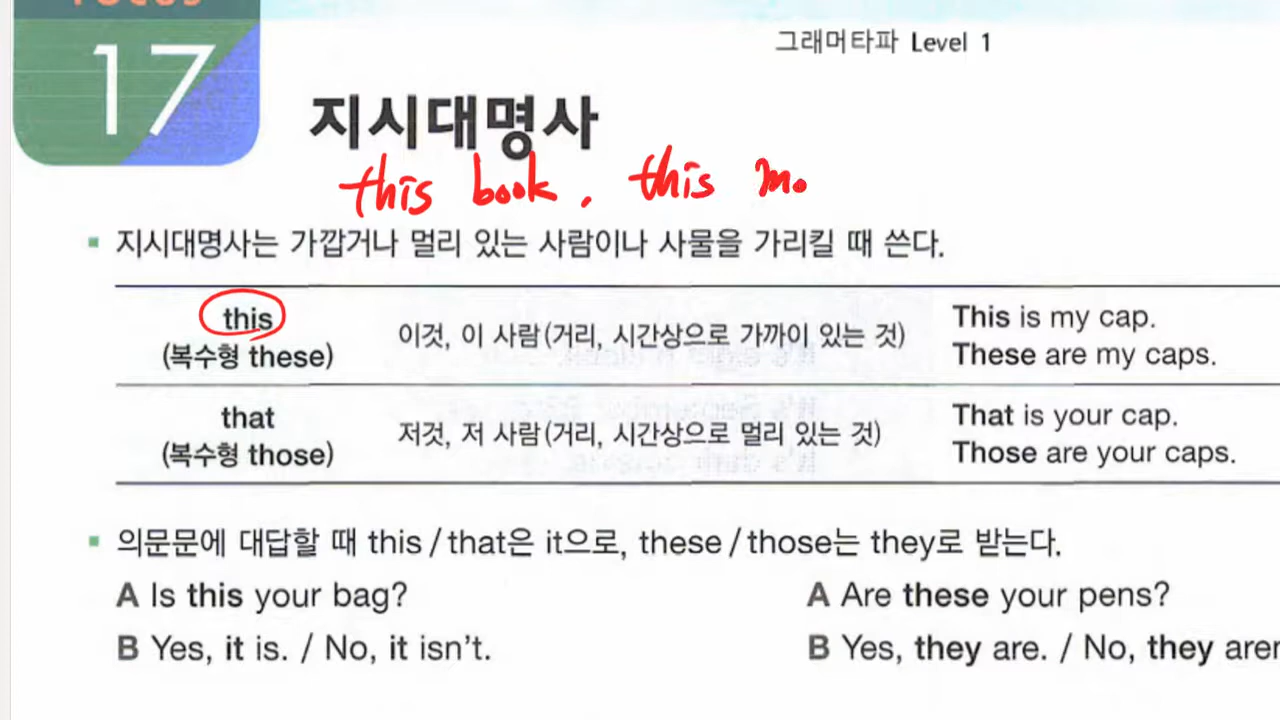 Focus
그래머타파 Level 1
17
지시대명사
this book, this mo
▪ 지시대명사는 가깝거나 멀리 있는 사람이나 사물을 가리킬 때 쓴다.
this 이것, 이 사람(거리, 시간상으로 가까이 있는 것) This is my cap.
(복수형 these) These are my caps.
that 저것, 저 사람(거리, 시간상으로 멀리 있는 것) That is your cap.
(복수형 those) Those are your caps.
▪ 의문문에 대답할 때 this / that은 it으로, these / those는 they로 받는다.
A Is this your bag? A Are these your pens?
B Yes, it is. / No, it isn't. B Yes, they are. / No, they aren